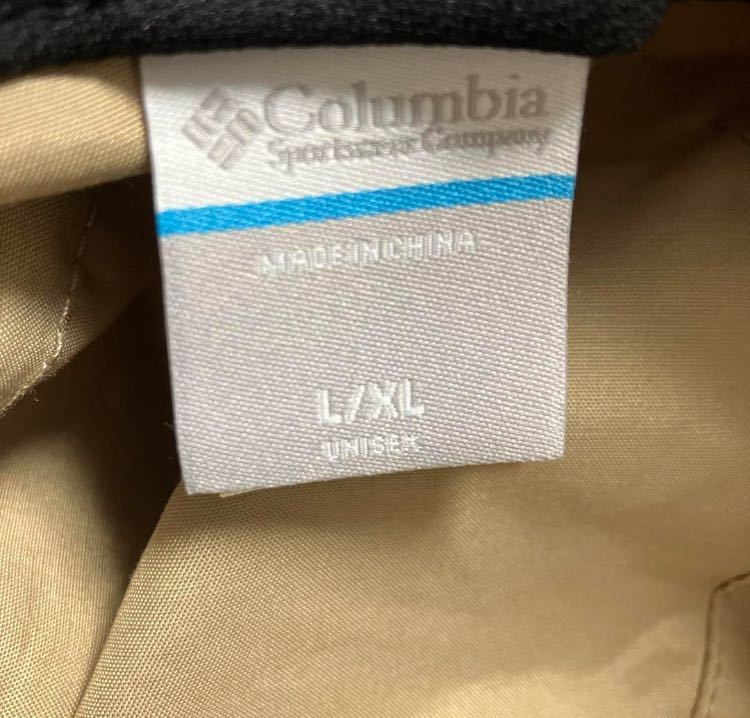 Columbia
Sportswear Company
MADE IN CHINA
L/XL
UNISEX